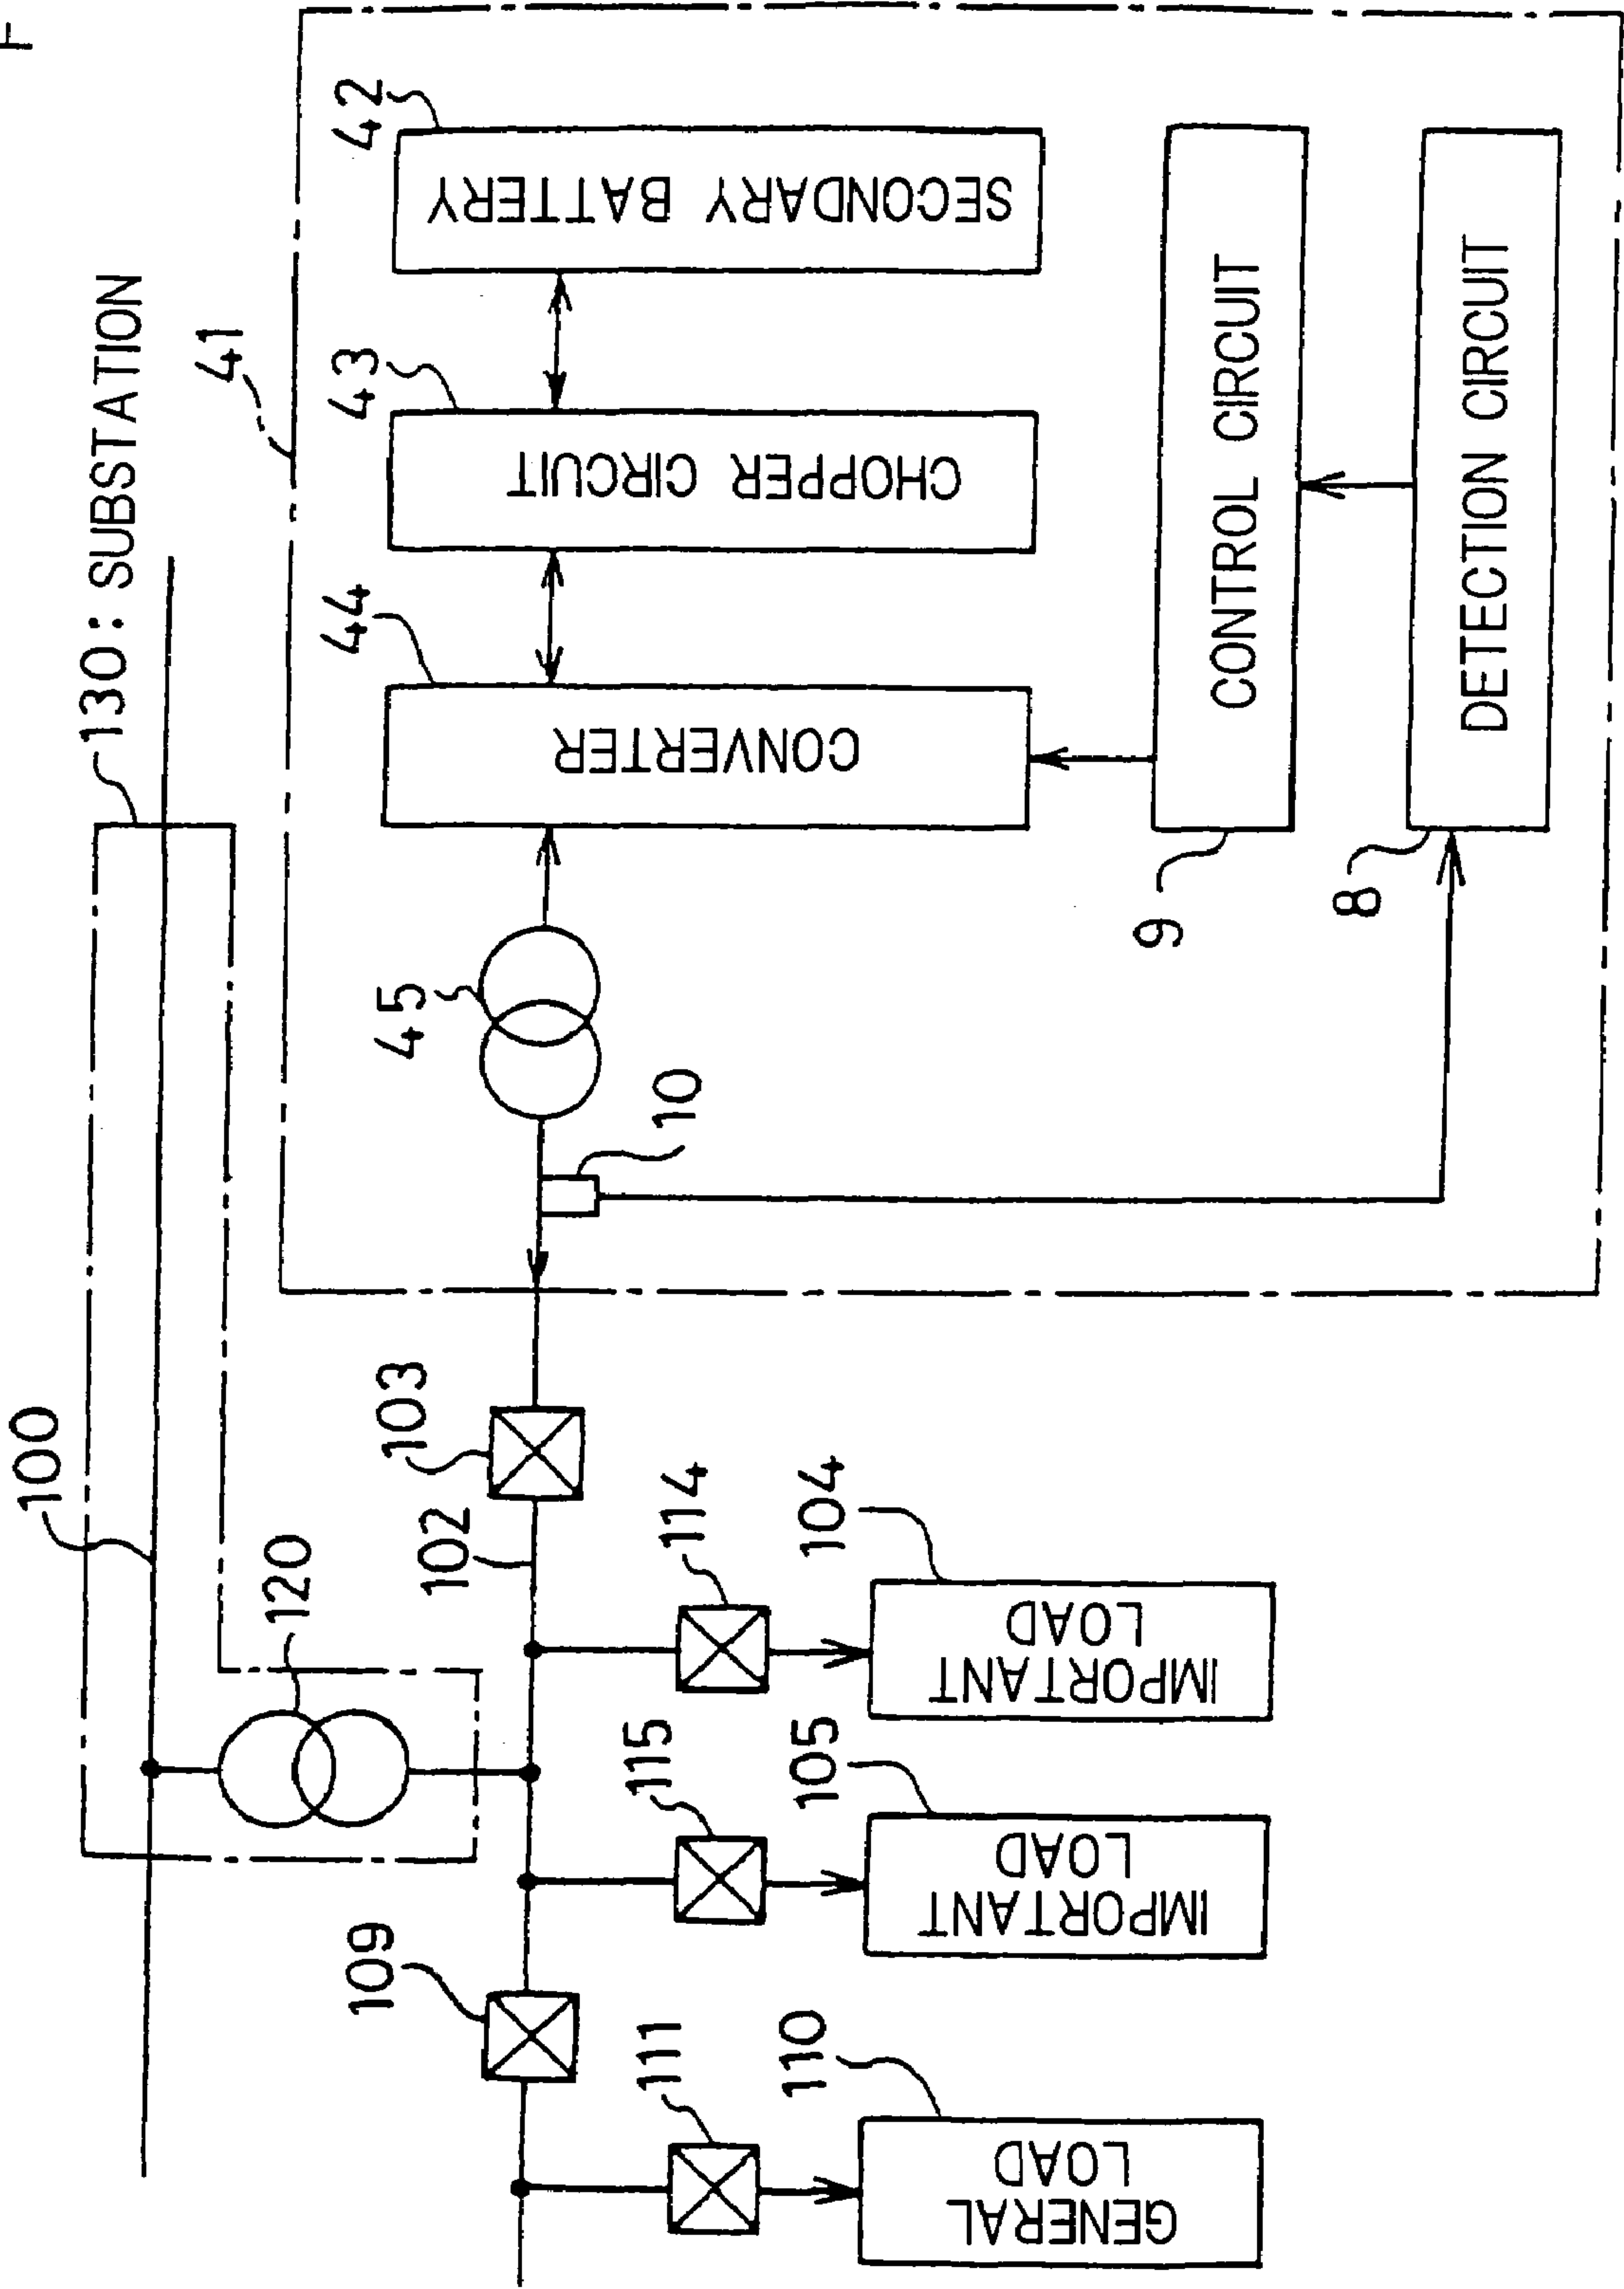 130: SUBSTATION
100
120
41
42
SECONDARY BATTERY
43
CHOPPER CIRCUIT
44
CONVERTER
45
10
9
CONTROL CIRCUIT
8
DETECTION CIRCUIT
103
102
109
114
104
IMPORTANT
LOAD
115
105
IMPORTANT
LOAD
111
110
GENERAL
LOAD